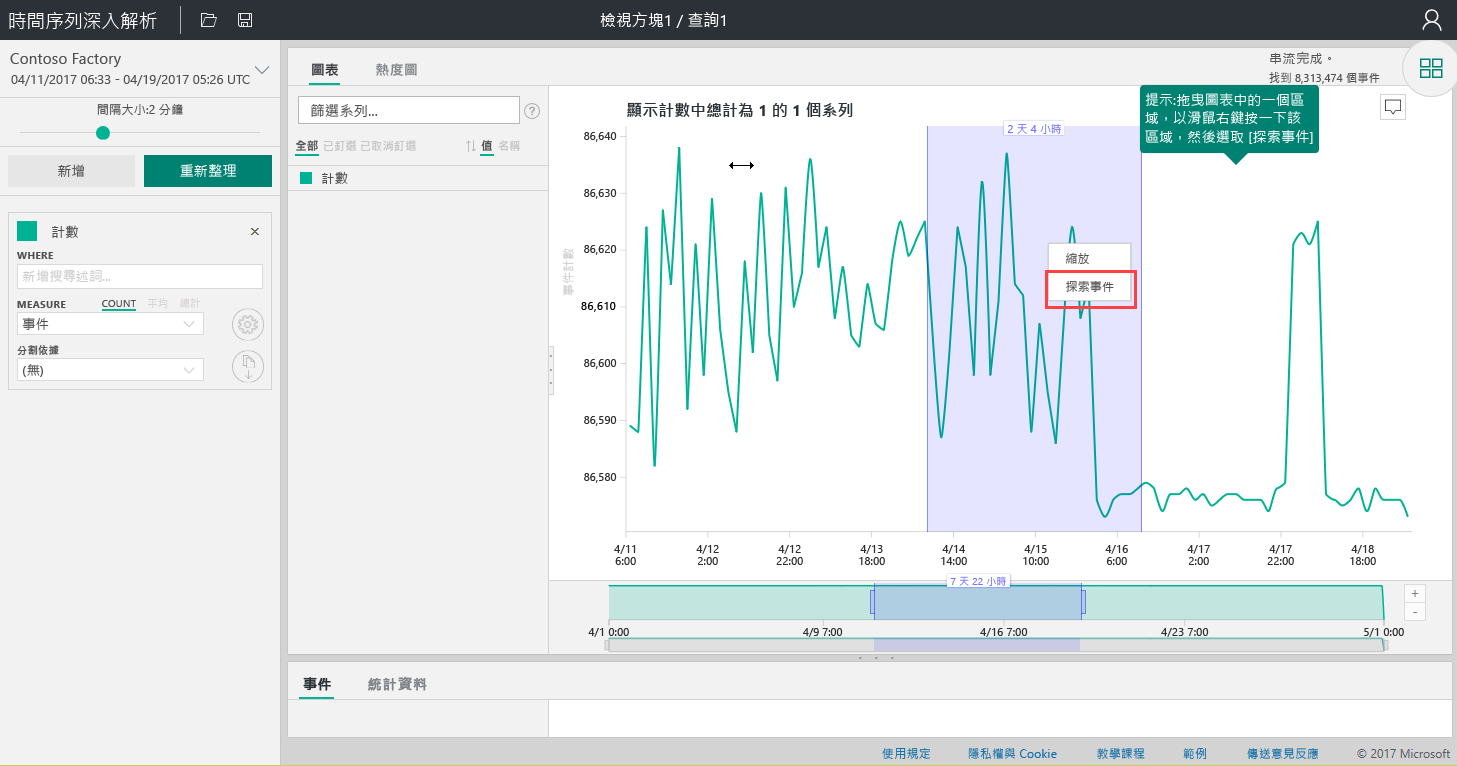 時間序列深入解析
檢視方塊1 / 查詢1
Contoso Factory
04/11/2017 06:33 - 04/19/2017 05:26 UTC
間隔大小:2 分鐘
新增
重新整理
計數
WHERE
新增搜尋述詞...
MEASURE
COUNT
平均
總計
事件
分割依據
(無)
圖表
熱度圖
串流完成。
找到 8,313,474 個事件
篩選系列...
?
全部 已釘選 已取消釘選
值 名稱
計數
顯示計數中總計為 1 的 1 個系列
提示:拖曳圖表中的一個區
域，以滑鼠右鍵按一下該
區域，然後選取 [探索事件]
2 天 4 小時
事件計數
86,640
86,630
86,620
86,610
86,600
86,590
86,580
縮放
探索事件
4/11 6:00
4/12 2:00
4/12 22:00
4/13 18:00
4/14 14:00
4/15 10:00
4/16 6:00
4/17 2:00
4/17 22:00
4/18 18:00
7 天 22 小時
+
-
4/1 0:00
4/9 7:00
4/16 7:00
4/23 7:00
5/1 0:00
事件
統計資料
使用規定
隱私權與 Cookie
教學課程
範例
傳送意見反應
© 2017 Microsoft